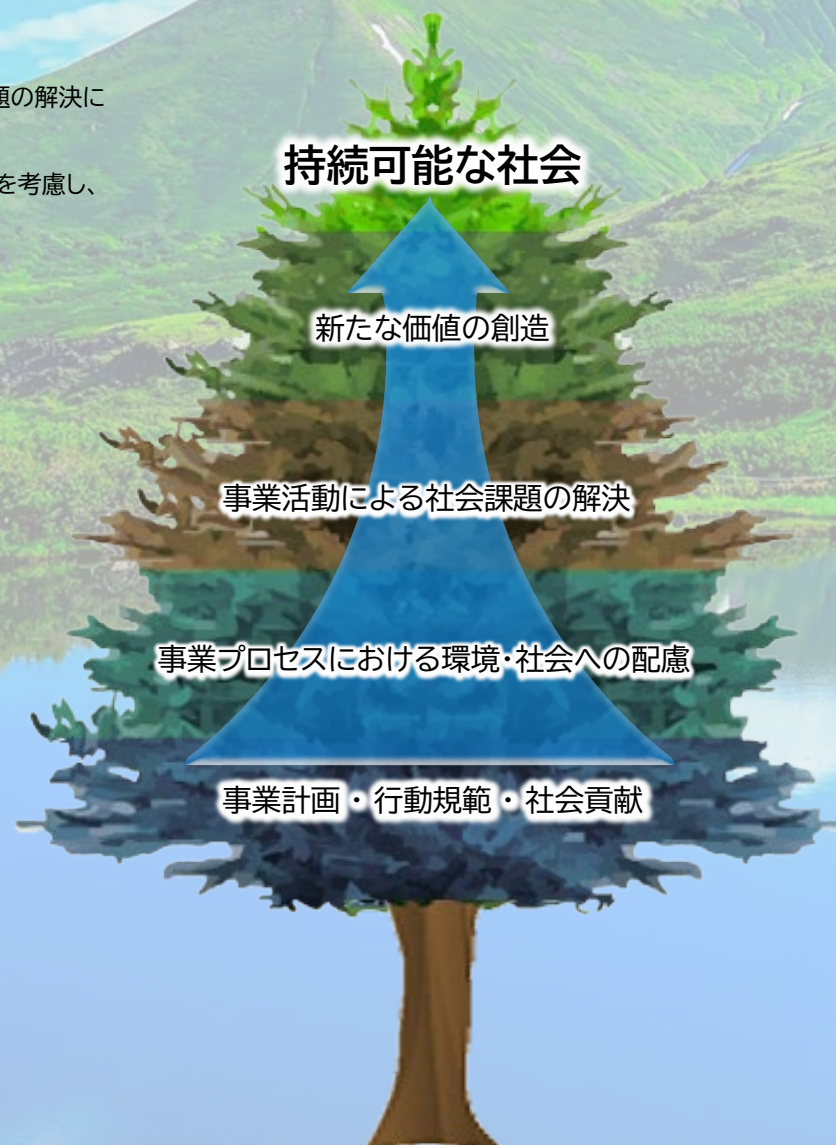 題の解決に
を考慮し、
持続可能な社会
新たな価値の創造
事業活動による社会課題の解決
事業プロセスにおける環境・社会への配慮
事業計画・行動規範・社会貢献